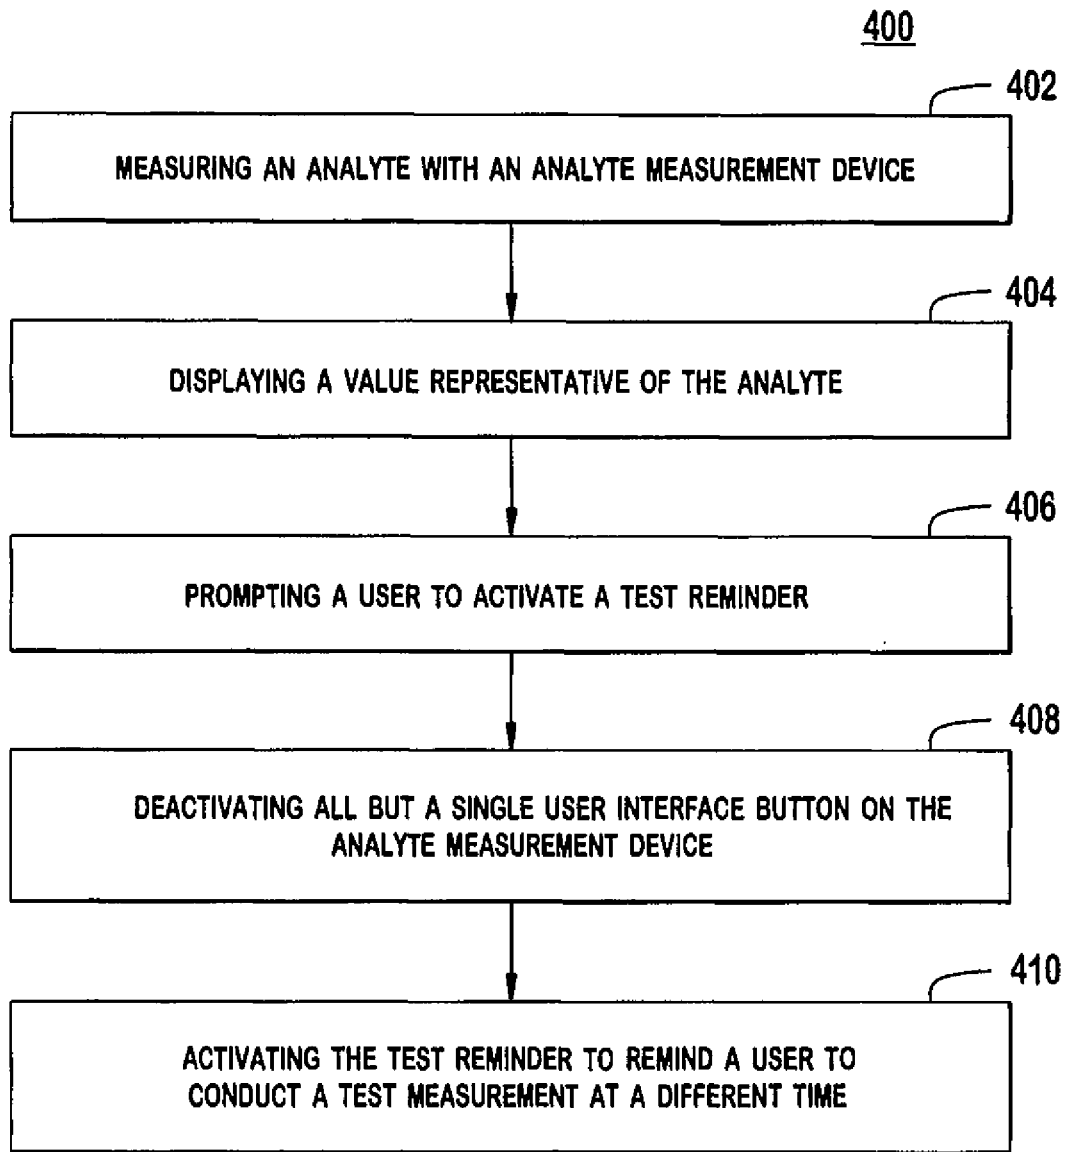 400
402
MEASURING AN ANALYTE WITH AN ANALYTE MEASUREMENT DEVICE
404
DISPLAYING A VALUE REPRESENTATIVE OF THE ANALYTE
406
PROMPTING A USER TO ACTIVATE A TEST REMINDER
408
DEACTIVATING ALL BUT A SINGLE USER INTERFACE BUTTON ON THE
ANALYTE MEASUREMENT DEVICE
410
ACTIVATING THE TEST REMINDER TO REMIND A USER TO
CONDUCT A TEST MEASUREMENT AT A DIFFERENT TIME